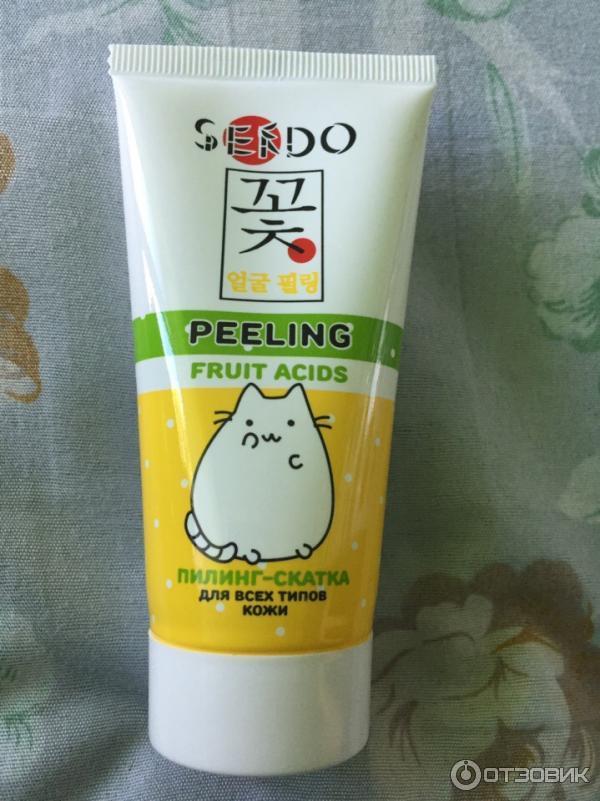 SENDO
꽃
얼굴 필링
PEELING
FRUIT ACIDS
ПИЛИНГ-СКАТКА
ДЛЯ ВСЕХ ТИПОВ
КОЖИ
ОТЗОВИК